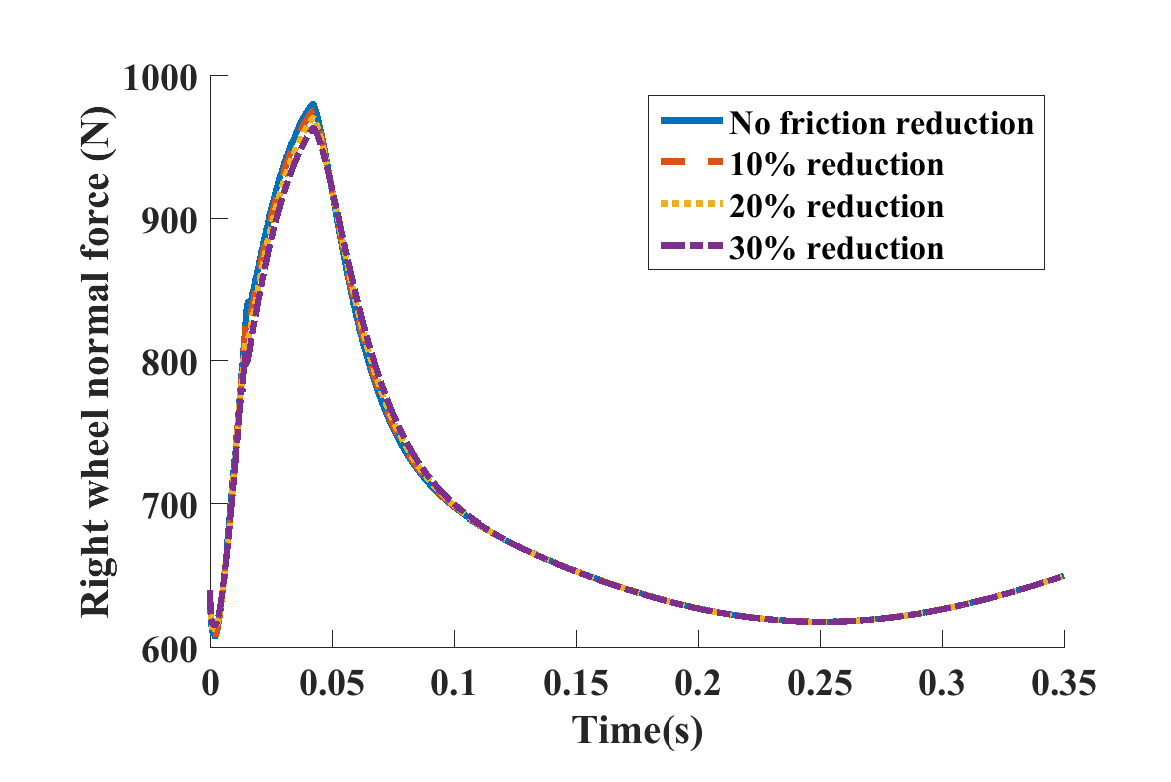 Right wheel normal force (N)
1000
900
800
700
600
No friction reduction
10% reduction
20% reduction
30% reduction
0 0.05 0.1 0.15 0.2 0.25 0.3 0.35
Time(s)